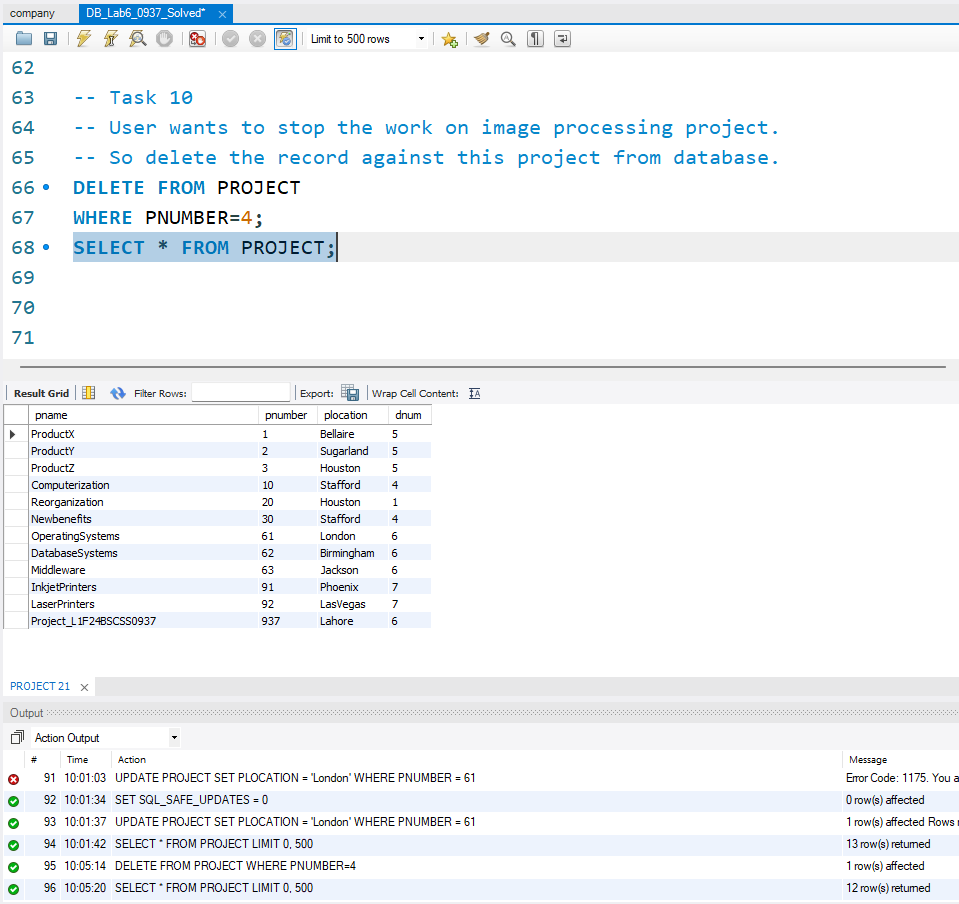 company
DB_Lab6_0937_Solved*
Limit to 500 rows
62
63 -- Task 10
64 -- User wants to stop the work on image processing project.
65 -- So delete the record against this project from database.
66 DELETE FROM PROJECT
67 WHERE PNUMBER=4;
68 SELECT * FROM PROJECT;
69
70
71
Result Grid Filter Rows: Export: Wrap Cell Content: IA
pname pnumber plocation dnum
ProductX 1 Bellaire 5
ProductY 2 Sugarland 5
ProductZ 3 Houston 5
Computerization 10 Stafford 4
Reorganization 20 Houston 1
Newbenefits 30 Stafford 4
OperatingSystems 61 London 6
DatabaseSystems 62 Birmingham 6
Middleware 63 Jackson 6
InkjetPrinters 91 Phoenix 7
LaserPrinters 92 LasVegas 7
Project_L1F24BSCSS0937 937 Lahore 6
PROJECT 21
Output
Action Output
# Time Action Message
91 10:01:03 UPDATE PROJECT SET PLOCATION = 'London' WHERE PNUMBER = 61 Error Code: 1175. You a
92 10:01:34 SET SQL_SAFE_UPDATES = 0 0 row(s) affected
93 10:01:37 UPDATE PROJECT SET PLOCATION = 'London' WHERE PNUMBER = 61 1 row(s) affected Rows
94 10:01:42 SELECT * FROM PROJECT LIMIT 0, 500 13 row(s) returned
95 10:05:14 DELETE FROM PROJECT WHERE PNUMBER=4 1 row(s) affected
96 10:05:20 SELECT * FROM PROJECT LIMIT 0, 500 12 row(s) returned